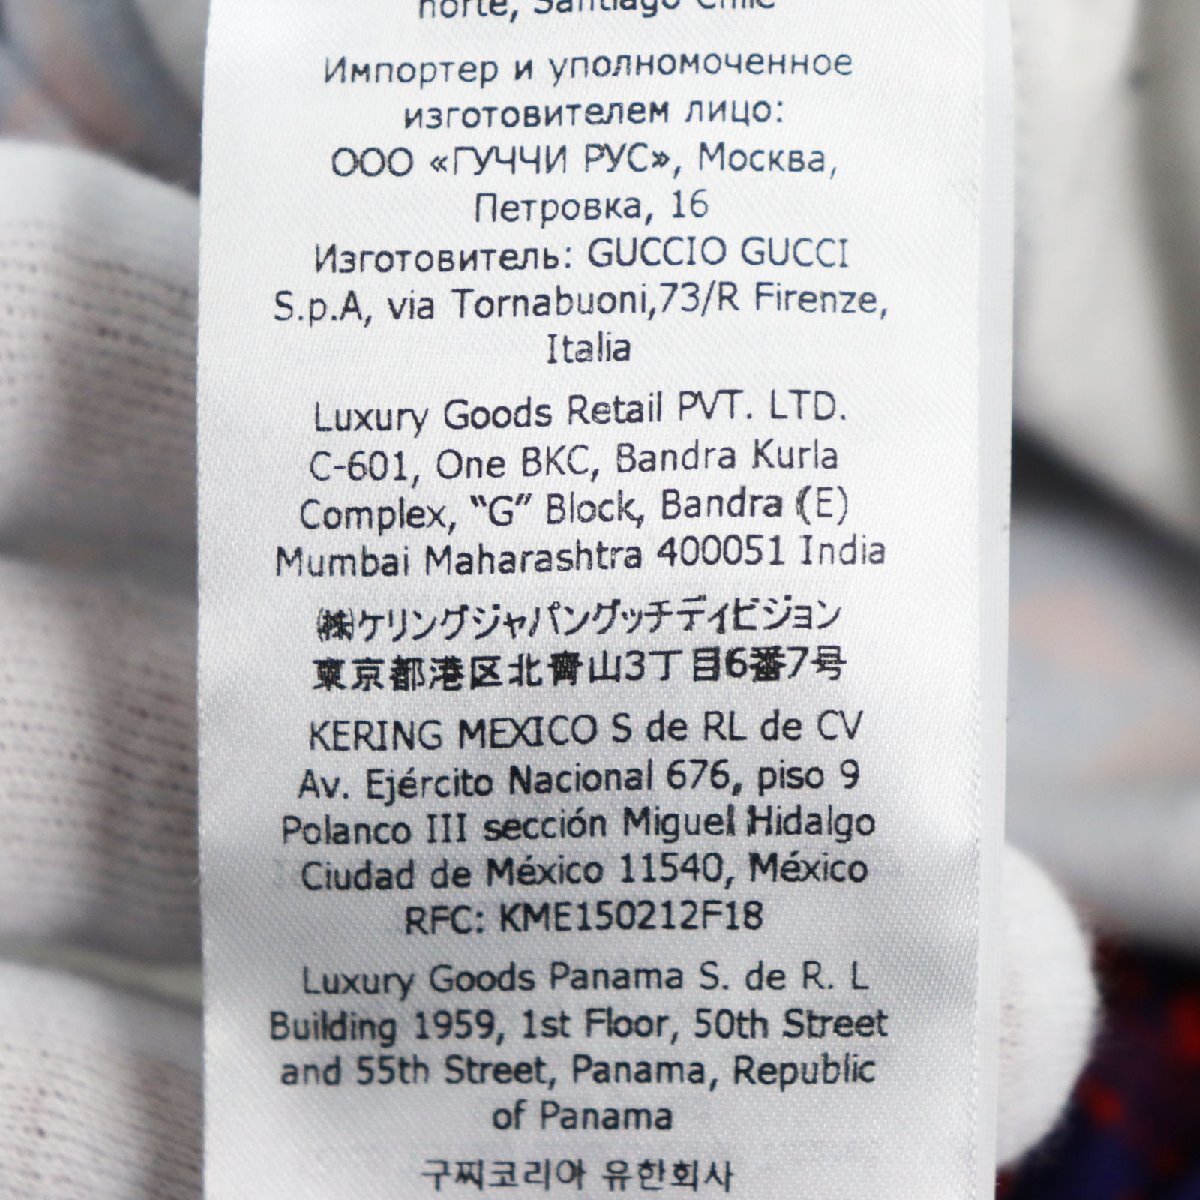 norte, Santiago Chile
Импортер и уполномоченное
изготовителем лицо:
ООО «ГУЧЧИ РУС», Москва,
Петровка, 16
Изготовитель: GUCCIO GUCCI
S.p.A, via Tornabuoni,73/R Firenze,
Italia
Luxury Goods Retail PVT. LTD.
C-601, One BKC, Bandra Kurla
Complex, “G” Block, Bandra (E)
Mumbai Maharashtra 400051 India
㈱ケリングジャパングッチディビジョン
東京都港区北青山3丁目6番7号
KERING MEXICO S de RL de CV
Av. Ejército Nacional 676, piso 9
Polanco III sección Miguel Hidalgo
Ciudad de México 11540, México
RFC: KME150212F18
Luxury Goods Panama S. de R. L
Building 1959, 1st Floor, 50th Street
and 55th Street, Panama, Republic
of Panama
구찌코리아 유한회사